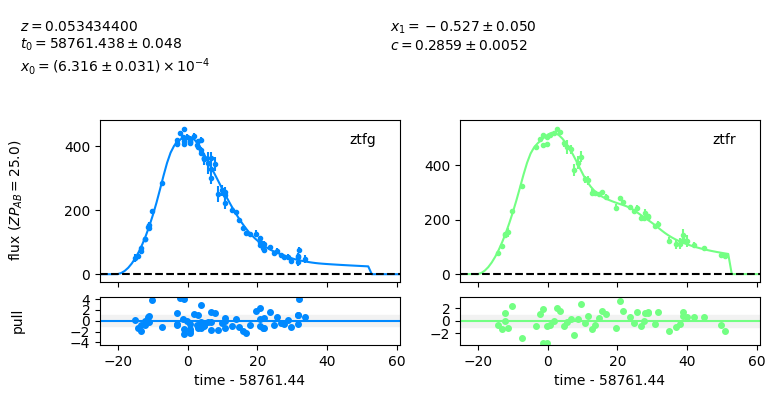 z = 0.053434400
t₀ = 58761.438 ± 0.048
x₀ = (6.316 ± 0.031) × 10⁻⁴
x₁ = −0.527 ± 0.050
c = 0.2859 ± 0.0052
flux (ZP_AB = 25.0)
400
200
0
ztfg
400
200
0
ztfr
pull
4
2
0
−2
−4
−20
0
20
40
60
time - 58761.44
2
0
−2
−20
0
20
40
60
time - 58761.44